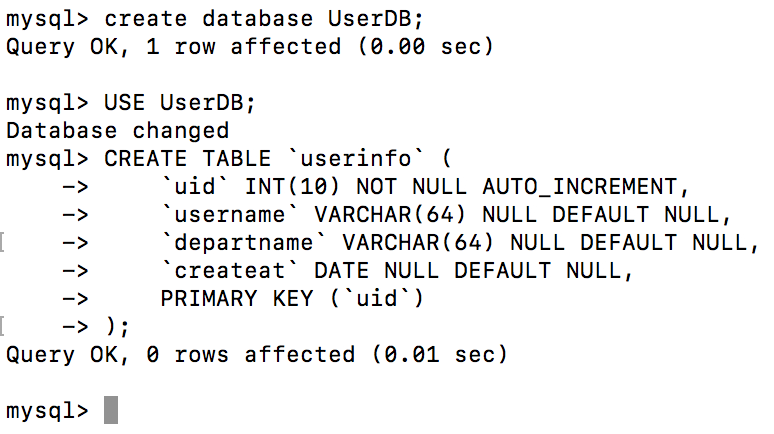 mysql> create database UserDB;
Query OK, 1 row affected (0.00 sec)

mysql> USE UserDB;
Database changed
mysql> CREATE TABLE `userinfo` (
    ->     `uid` INT(10) NOT NULL AUTO_INCREMENT,
    ->     `username` VARCHAR(64) NULL DEFAULT NULL,
[   ->     `departname` VARCHAR(64) NULL DEFAULT NULL,
    ->     `createat` DATE NULL DEFAULT NULL,
    ->     PRIMARY KEY (`uid`)
[   -> );
Query OK, 0 rows affected (0.01 sec)

mysql>